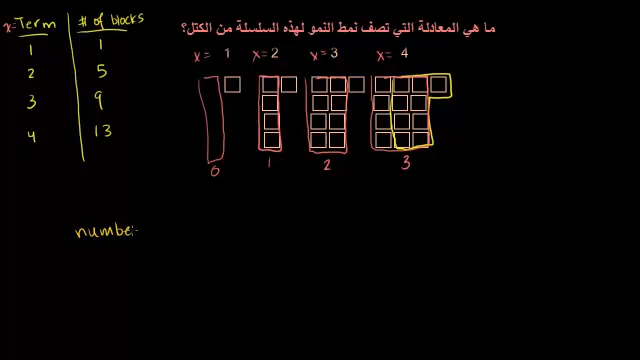 ما هي المعادلة التي تصف نمط النمو لهذه السلسلة من الكتل؟
x- Term # of blocks
1 1
2 5
3 9
4 13
x = 1 x=2 x=3 x= 4
0 1 2 3
number